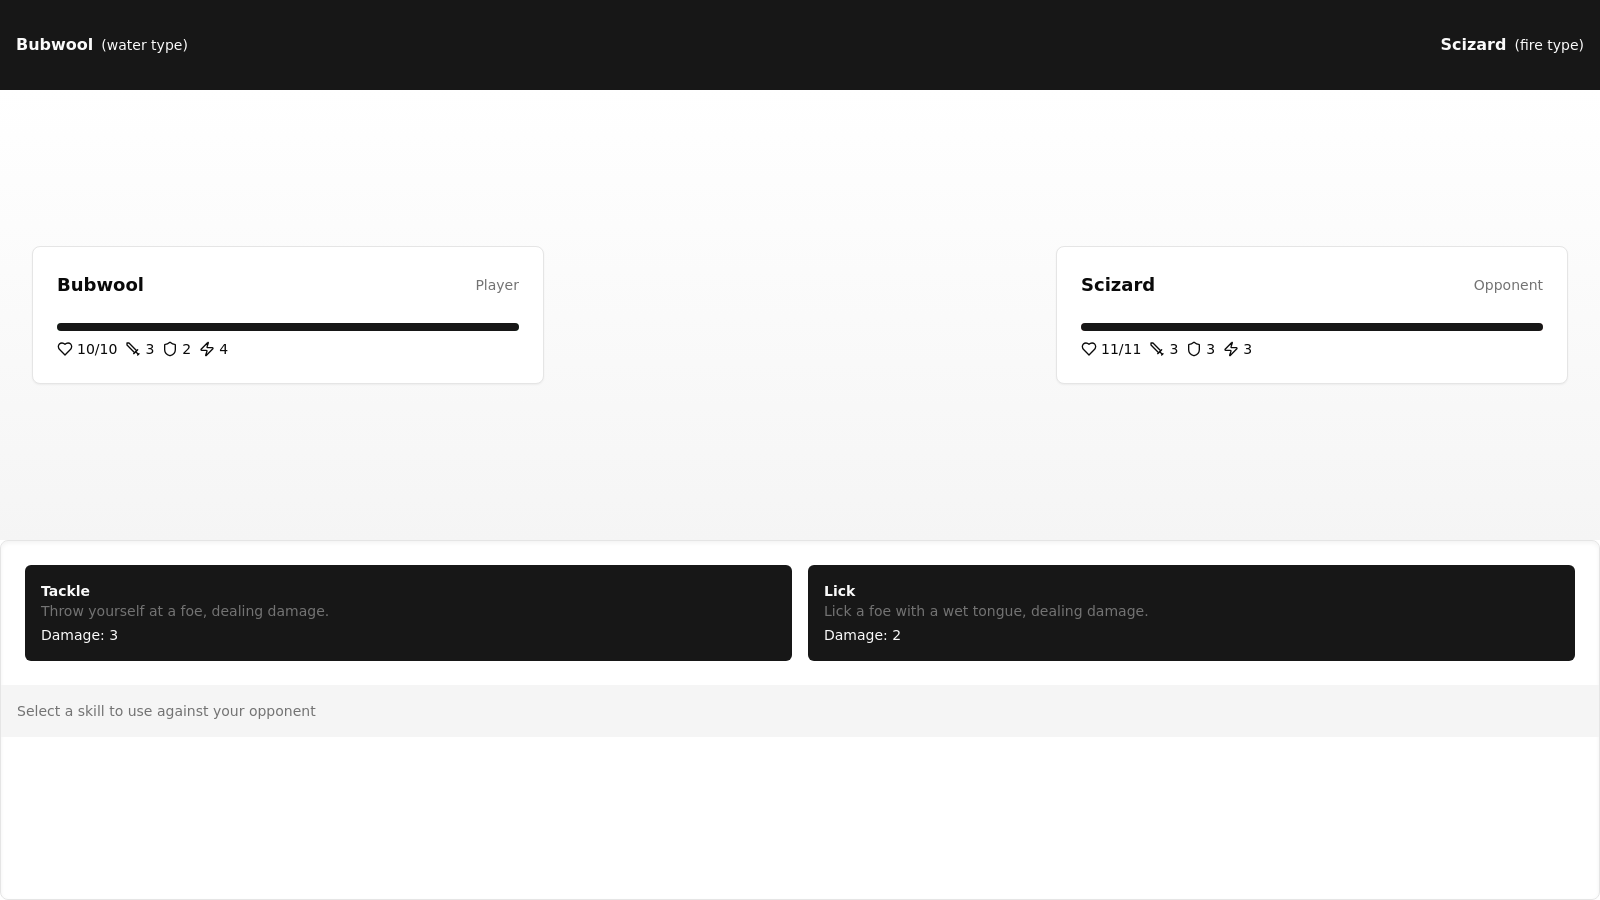 Bubwool (water type)
Scizard (fire type)
Bubwool
Player
10/10 3 2 4
Scizard
Opponent
11/11 3 3 3
Tackle
Throw yourself at a foe, dealing damage.
Damage: 3
Lick
Lick a foe with a wet tongue, dealing damage.
Damage: 2
Select a skill to use against your opponent